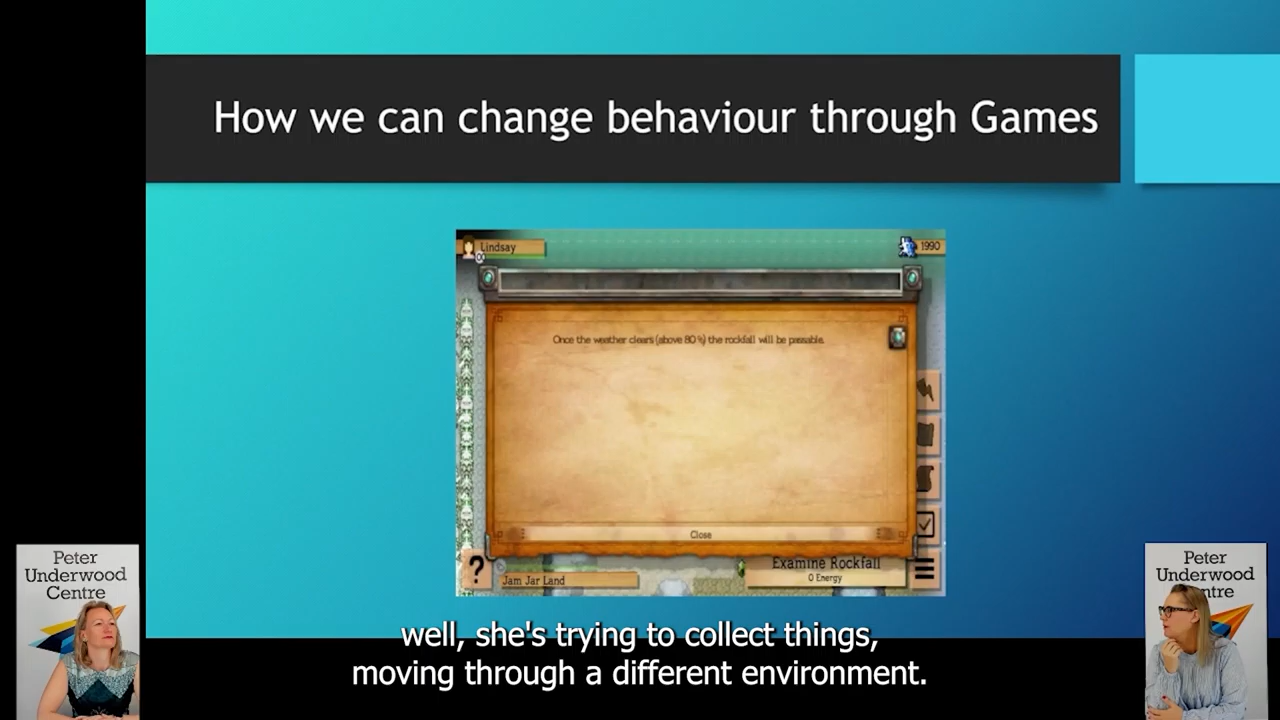 How we can change behaviour through Games
Lindsay
1990
Once the weather clears (above 80 %) the rockfall will be passable.
Close
Examine Rockfall
0 Energy
?
Jam Jar Land
Peter
Underwood
Centre
Peter
Underwood
ntre
well, she's trying to collect things,
moving through a different environment.